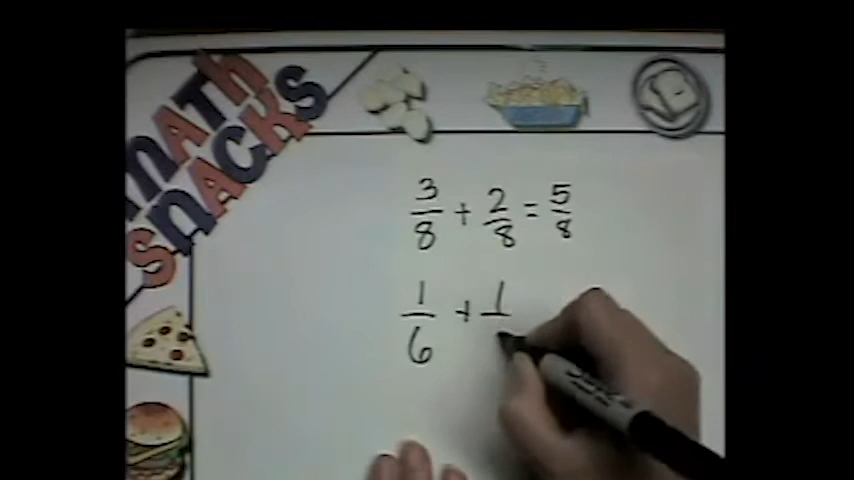 MATH
SNACKS
3/8 + 2/8 = 5/8
1/6 + 1/